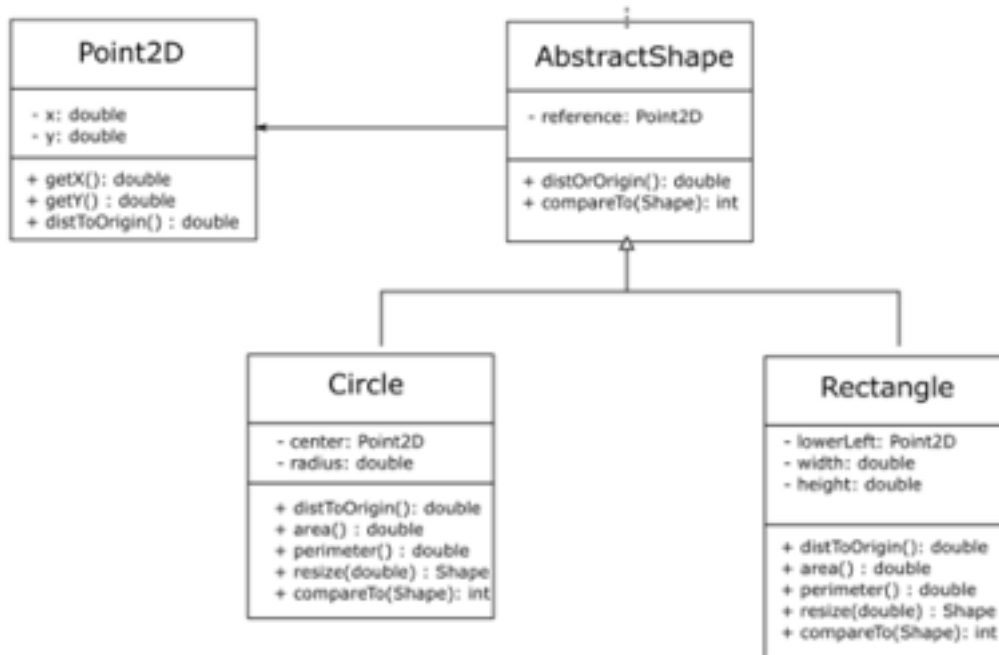 Point2D
- x: double
- y: double
+ getX(): double
+ getY() : double
+ distToOrigin() : double
AbstractShape
- reference: Point2D
+ distOrOrigin(): double
+ compareTo(Shape): int
Circle
- center: Point2D
- radius: double
+ distToOrigin(): double
+ area() : double
+ perimeter() : double
+ resize(double) : Shape
+ compareTo(Shape): int
Rectangle
- lowerLeft: Point2D
- width: double
- height: double
+ distToOrigin(): double
+ area() : double
+ perimeter() : double
+ resize(double) : Shape
+ compareTo(Shape): int